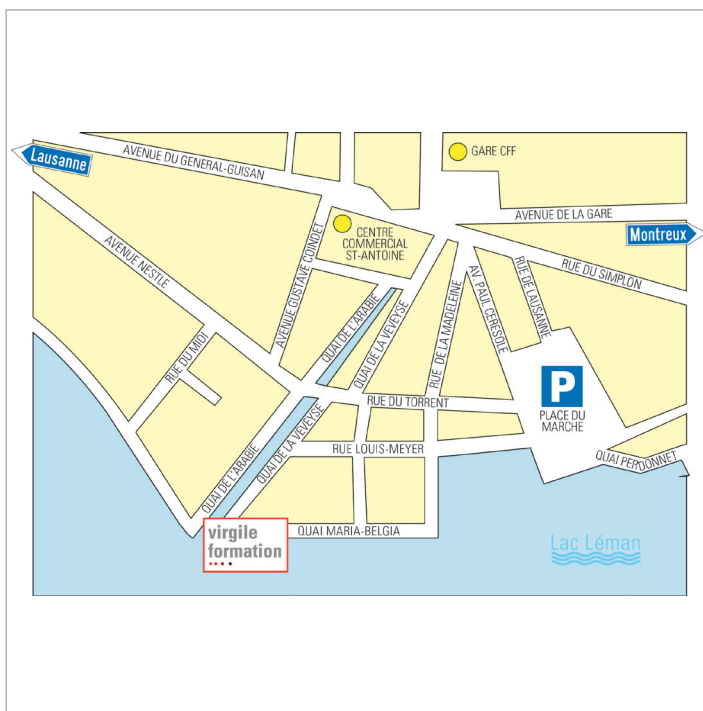 GARE CFF
Lausanne
AVENUE DU GENERAL-GUISAN
AVENUE DE LA GARE
CENTRE
COMMERCIAL
ST-ANTOINE
Montreux
AVENUE NESTLE
AVENUE GUSTAVE COINDET
RUE DU SIMPLON
AV. PAUL CERESOLE
RUE DE LAUSANNE
QUAI DE L'ARABIE
QUAI DE LA VEVEYSE
RUE DE LA MADELEINE
RUE DU MIDI
P
PLACE DU
MARCHE
RUE DU TORRENT
RUE LOUIS-MEYER
QUAI DE L'ARABIE
QUAI DE LA VEVEYSE
QUAI PERDONNET
virgile
formation
QUAI MARIA-BELGIA
Lac Léman